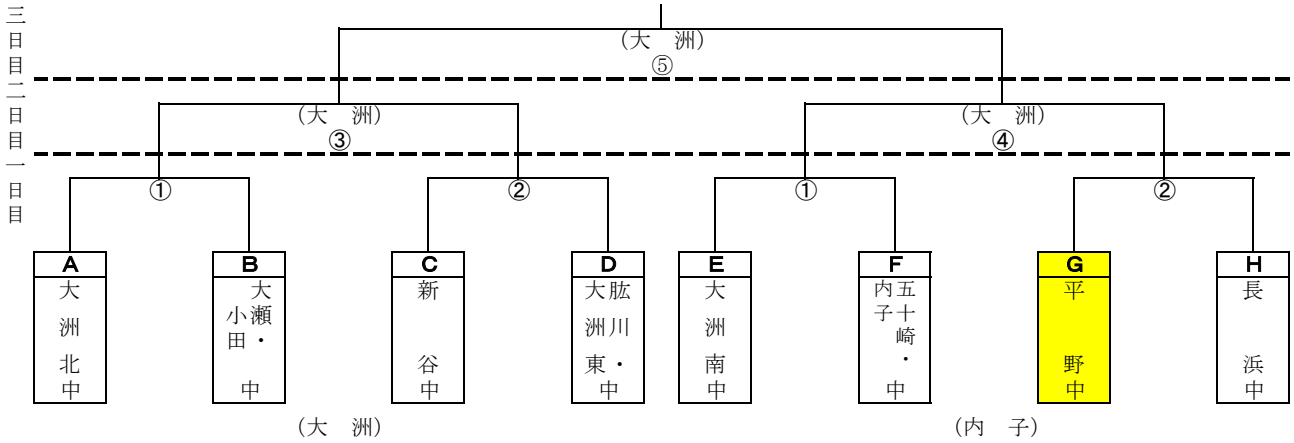 三日目
(大　洲)
⑤
二日目
(大　洲)
③
(大　洲)
④
一日目
①
②
①
②
A
大洲北中
B
大瀬・
小田中
C
新谷中
D
肱川・
大洲東中
E
大洲南中
F
五十崎・
内子中
G
平野中
H
長浜中
(大　洲)
(内　子)